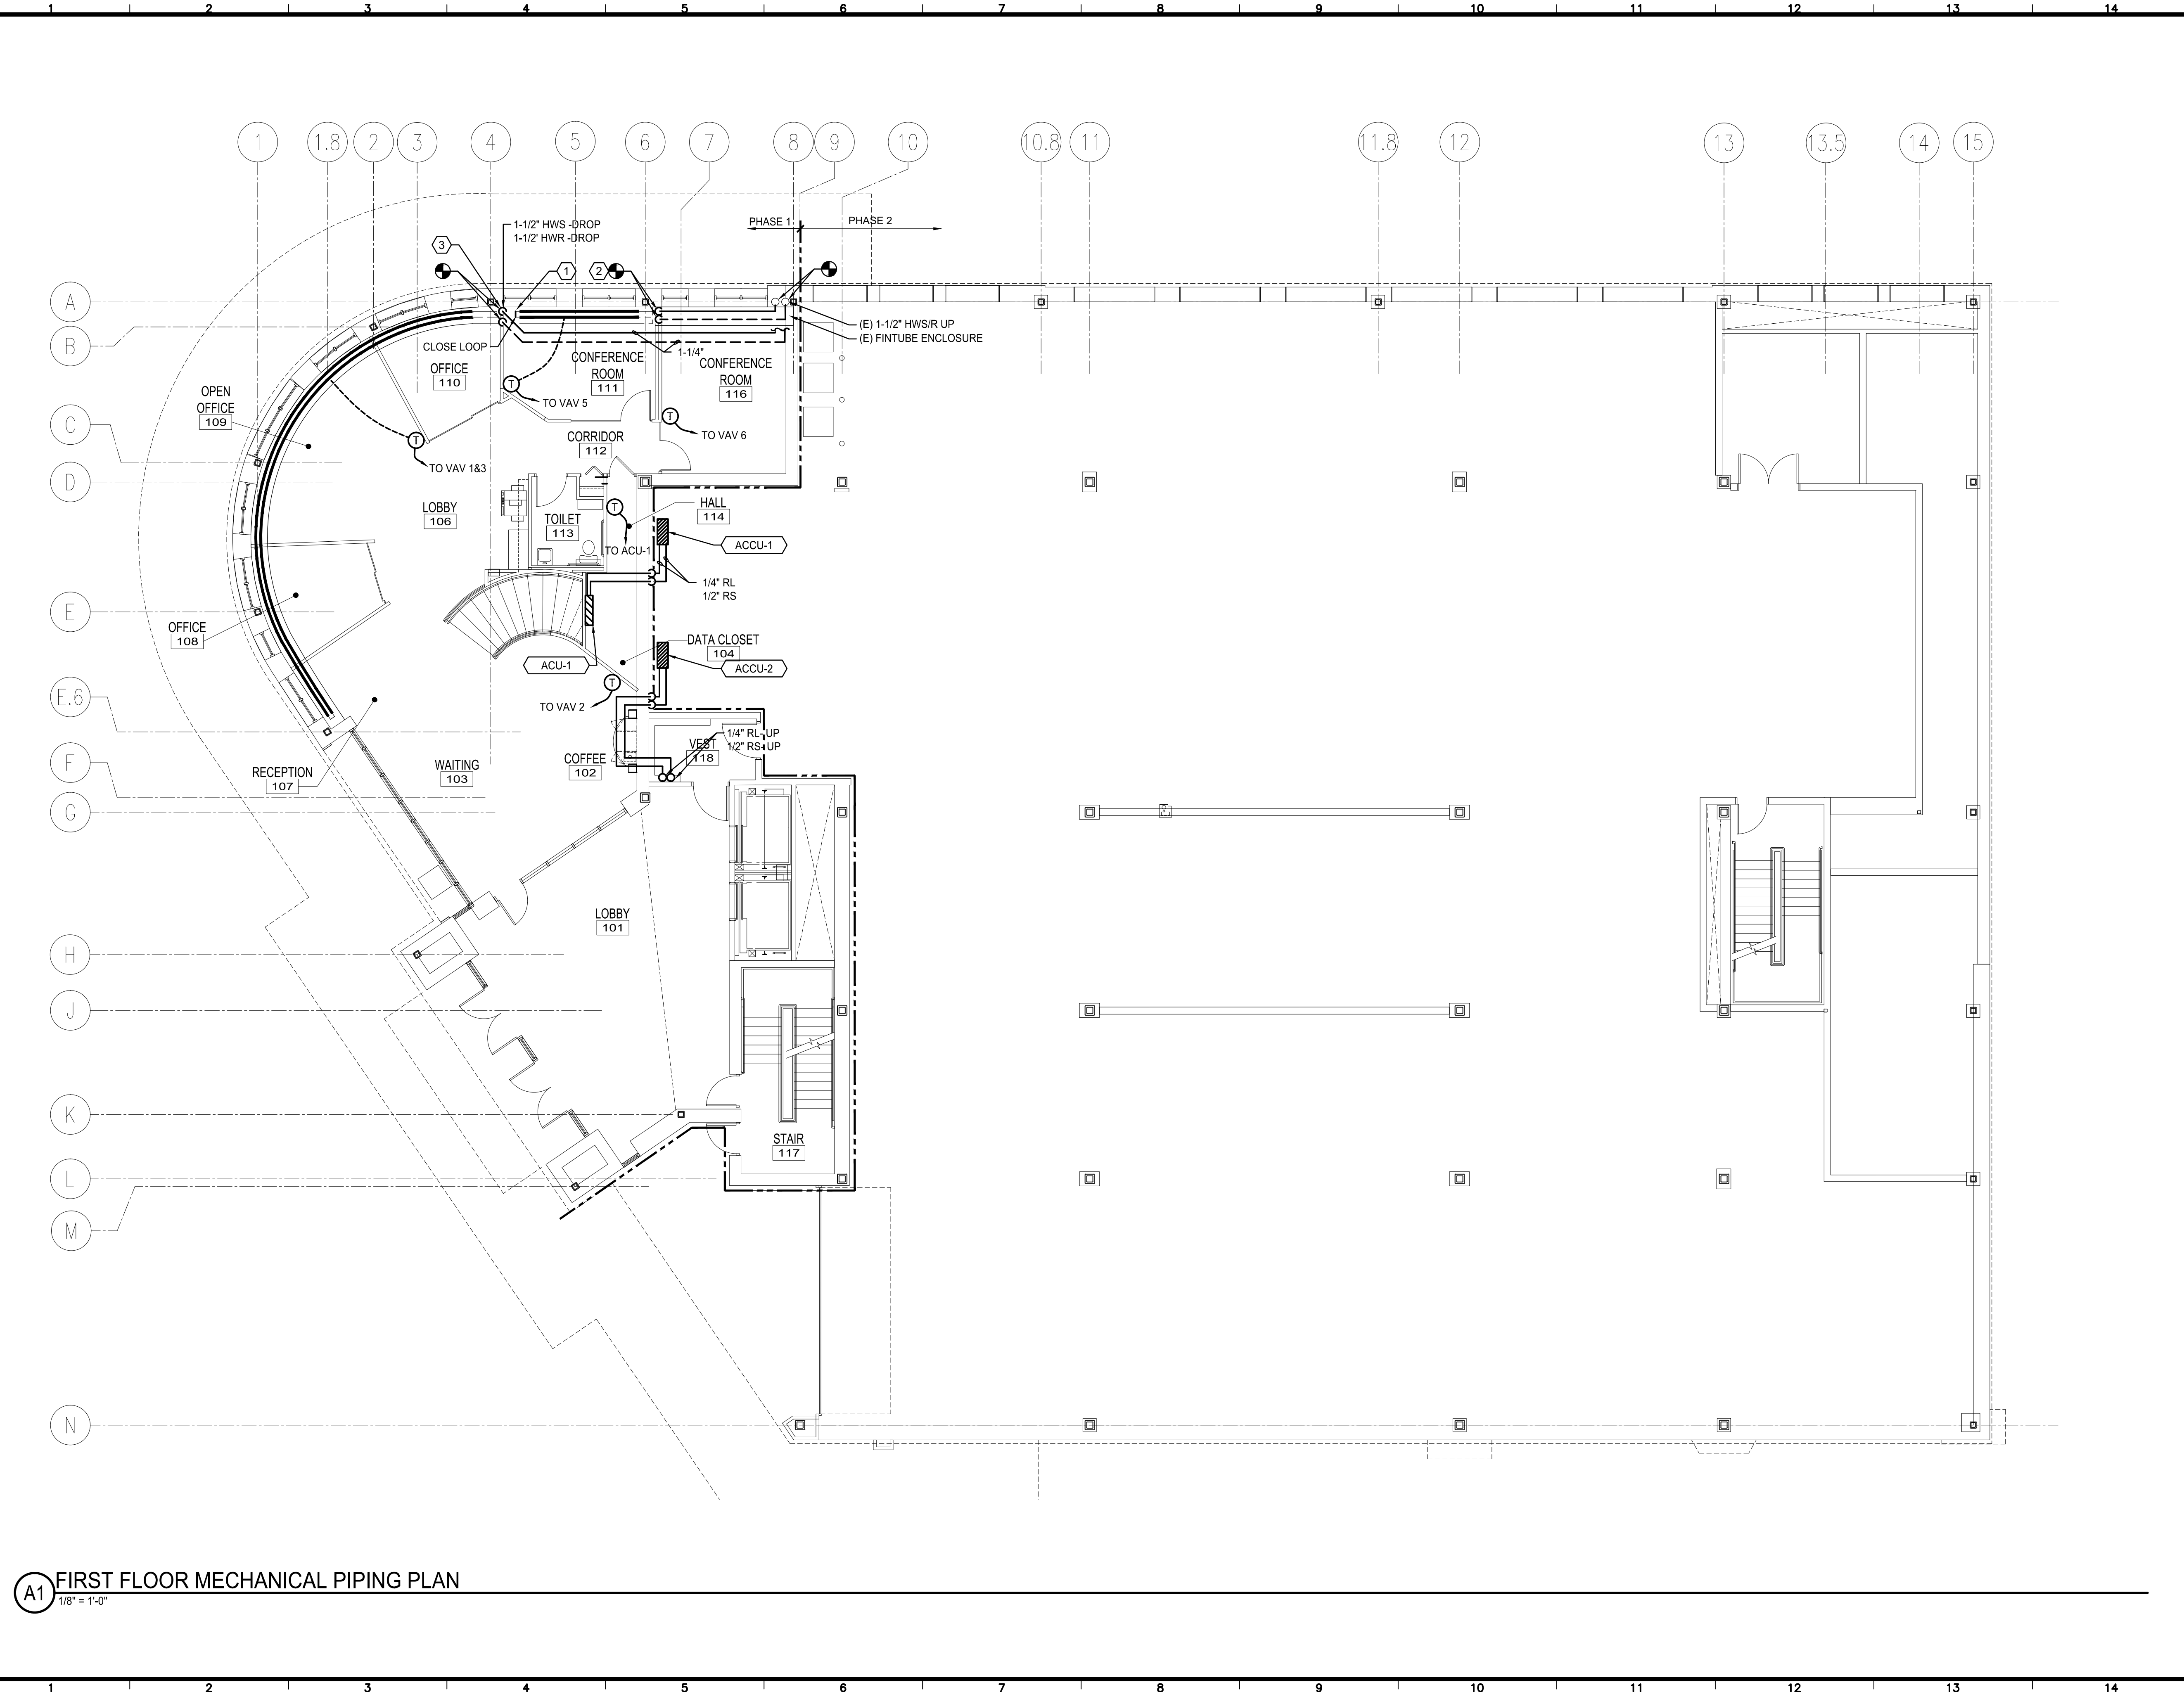 1 2 3 4 5 6 7 8 9 10 11 12 13 14
1 1.8 2 3 4 5 6 7 8 9 10 10.8 11 11.8 12 13 13.5 14 15
PHASE 1
PHASE 2
1-1/2" HWS -DROP
1-1/2' HWR -DROP
3
1
2
A
B
C
D
E
E.6
F
G
H
J
K
L
M
N
(E) 1-1/2" HWS/R UP
(E) FINTUBE ENCLOSURE
CLOSE LOOP
1-1/4"
OFFICE
110
CONFERENCE
ROOM
111
CONFERENCE
ROOM
116
T
TO VAV 5
T
TO VAV 6
OPEN
OFFICE
109
T
TO VAV 1&3
CORRIDOR
112
LOBBY
106
TOILET
113
T
TO ACU-1
HALL
114
ACCU-1
1/4" RL
1/2" RS
OFFICE
108
ACU-1
DATA CLOSET
104
ACCU-2
T
TO VAV 2
1/4" RL- UP
1/2" RS- UP
VEST
118
COFFEE
102
WAITING
103
RECEPTION
107
LOBBY
101
STAIR
117
A1
FIRST FLOOR MECHANICAL PIPING PLAN
1/8" = 1'-0"
1 2 3 4 5 6 7 8 9 10 11 12 13 14